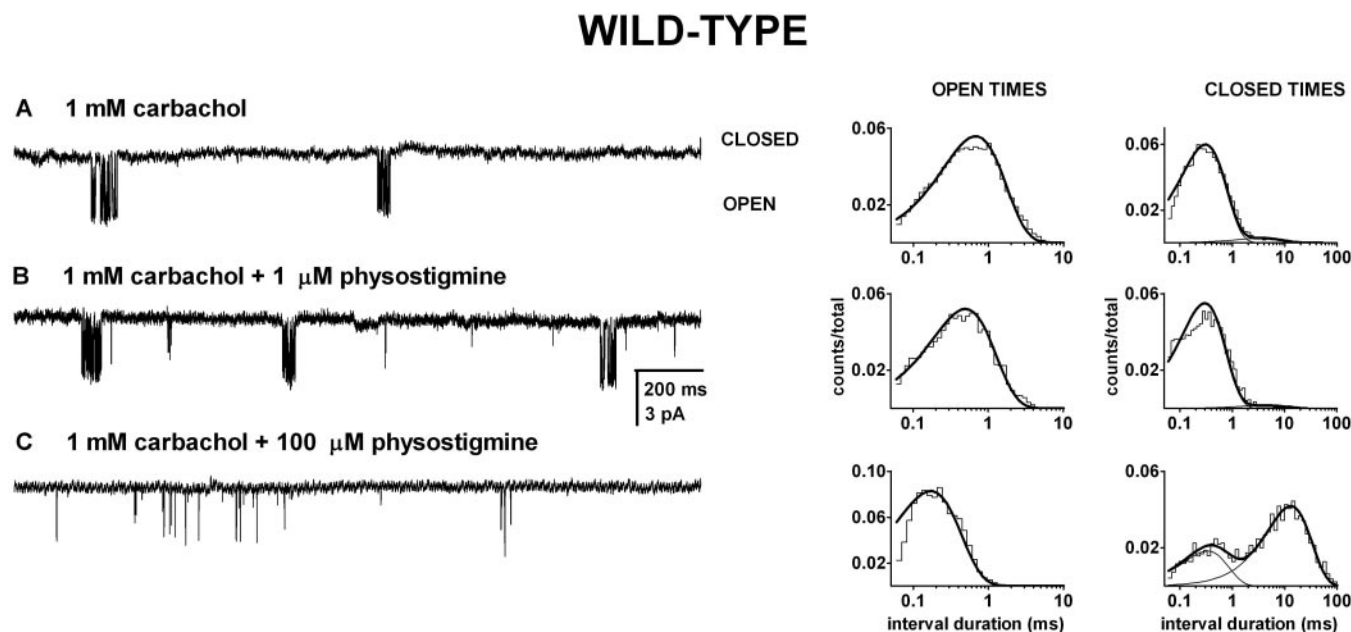 WILD-TYPE
A 1 mM carbachol
CLOSED
OPEN
B 1 mM carbachol + 1 μM physostigmine
200 ms
3 pA
C 1 mM carbachol + 100 μM physostigmine
OPEN TIMES
CLOSED TIMES
0.06
0.02
0.1 1 10
0.06
0.02
0.1 1 10 100
counts/total
0.06
0.02
0.1 1 10
counts/total
0.06
0.02
0.1 1 10 100
0.10
0.06
0.02
0.1 1 10
interval duration (ms)
0.06
0.02
0.1 1 10 100
interval duration (ms)